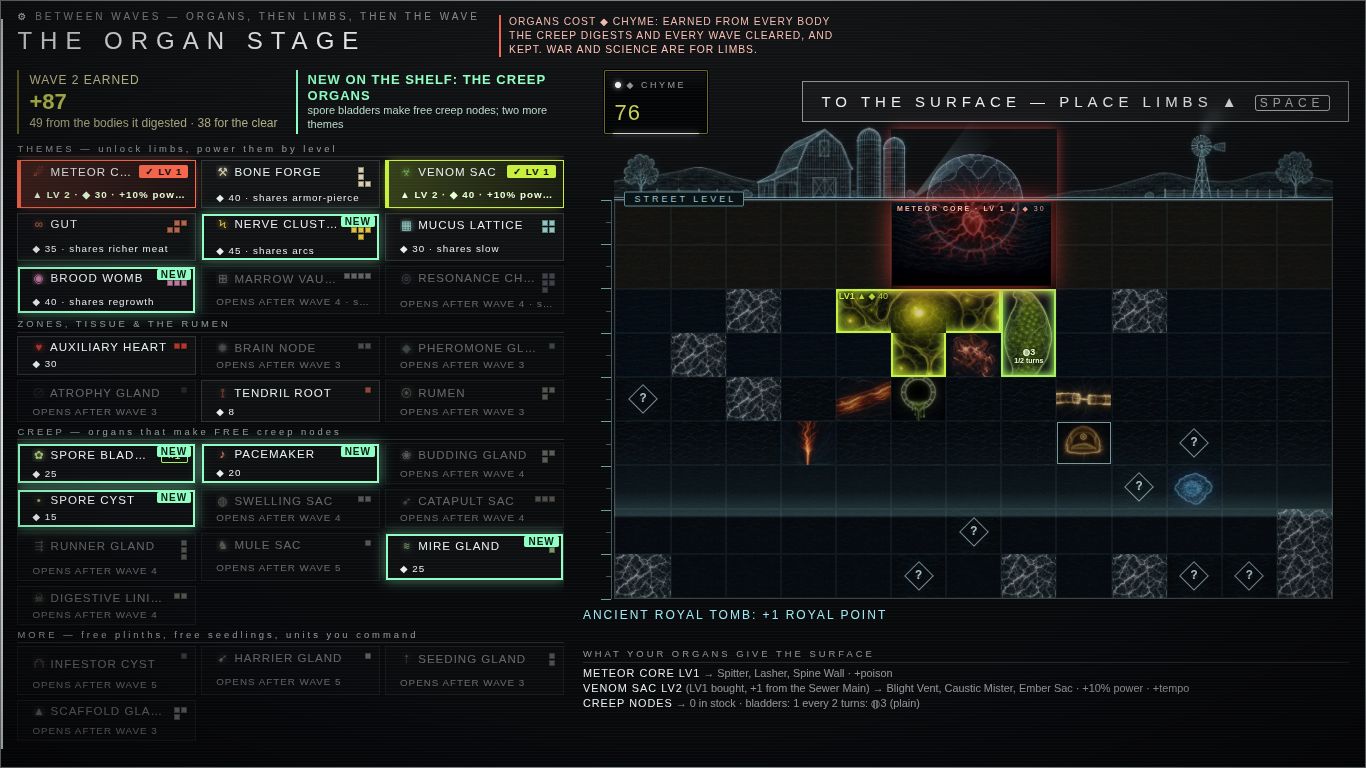 ⚙ BETWEEN WAVES — ORGANS, THEN LIMBS, THEN THE WAVE
THE ORGAN STAGE
ORGANS COST ◆ CHYME: EARNED FROM EVERY BODY
THE CREEP DIGESTS AND EVERY WAVE CLEARED, AND
KEPT. WAR AND SCIENCE ARE FOR LIMBS.
WAVE 2 EARNED
+87
49 from the bodies it digested · 38 for the clear
NEW ON THE SHELF: THE CREEP
ORGANS
spore bladders make free creep nodes; two more
themes
◆ CHYME
76
TO THE SURFACE — PLACE LIMBS ▲ SPACE
THEMES — unlock limbs, power them by level
METEOR C... ✓ LV 1
▲ LV 2 · ◆ 30 · +10% pow...
BONE FORGE
◆ 40 · shares armor-pierce
VENOM SAC ✓ LV 1
▲ LV 2 · ◆ 40 · +10% pow...
GUT
◆ 35 · shares richer meat
NERVE CLUST... NEW
◆ 45 · shares arcs
MUCUS LATTICE
◆ 30 · shares slow
BROOD WOMB NEW
◆ 40 · shares regrowth
MARROW VAU...
OPENS AFTER WAVE 4 · s...
RESONANCE CH...
OPENS AFTER WAVE 4 · s...
ZONES, TISSUE & THE RUMEN
AUXILIARY HEART
◆ 30
BRAIN NODE
OPENS AFTER WAVE 3
PHEROMONE GL...
OPENS AFTER WAVE 3
ATROPHY GLAND
OPENS AFTER WAVE 3
TENDRIL ROOT
◆ 8
RUMEN
OPENS AFTER WAVE 3
CREEP — organs that make FREE creep nodes
SPORE BLAD... NEW
◆ 25
PACEMAKER NEW
◆ 20
BUDDING GLAND
OPENS AFTER WAVE 4
SPORE CYST NEW
◆ 15
SWELLING SAC
OPENS AFTER WAVE 4
CATAPULT SAC
OPENS AFTER WAVE 4
RUNNER GLAND
OPENS AFTER WAVE 4
MULE SAC
OPENS AFTER WAVE 5
MIRE GLAND NEW
◆ 25
DIGESTIVE LINI...
OPENS AFTER WAVE 4
MORE — free plinths, free seedlings, units you command
INFESTOR CYST
OPENS AFTER WAVE 5
HARRIER GLAND
OPENS AFTER WAVE 5
SEEDING GLAND
OPENS AFTER WAVE 3
SCAFFOLD GLA...
OPENS AFTER WAVE 3
STREET LEVEL
METEOR CORE · LV 1 ▲ ◆ 30
LV1 ▲ ◆ 40
◍3
1/2 turns
?
?
?
?
?
?
?
ANCIENT ROYAL TOMB: +1 ROYAL POINT
WHAT YOUR ORGANS GIVE THE SURFACE
METEOR CORE LV1 → Spitter, Lasher, Spine Wall · +poison
VENOM SAC LV2 (LV1 bought, +1 from the Sewer Main) → Blight Vent, Caustic Mister, Ember Sac · +10% power · +tempo
CREEP NODES → 0 in stock · bladders: 1 every 2 turns: ◍3 (plain)